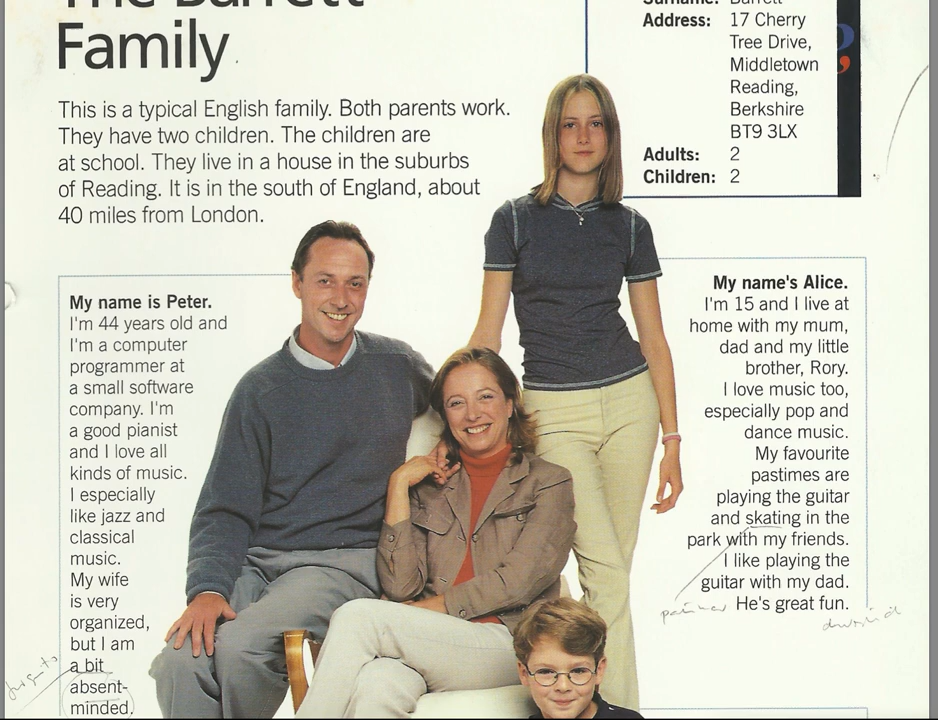 The Barrett
Family
This is a typical English family. Both parents work.
They have two children. The children are
at school. They live in a house in the suburbs
of Reading. It is in the south of England, about
40 miles from London.
Surname: Barrett
Address: 17 Cherry
Tree Drive,
Middletown
Reading,
Berkshire
BT9 3LX
Adults: 2
Children: 2
My name is Peter.
I'm 44 years old and
I'm a computer
programmer at
a small software
company. I'm
a good pianist
and I love all
kinds of music.
I especially
like jazz and
classical
music.
My wife
is very
organized,
but I am
a bit
absent-
minded.
My name's Alice.
I'm 15 and I live at
home with my mum,
dad and my little
brother, Rory.
I love music too,
especially pop and
dance music.
My favourite
pastimes are
playing the guitar
and skating in the
park with my friends.
I like playing the
guitar with my dad.
He's great fun.